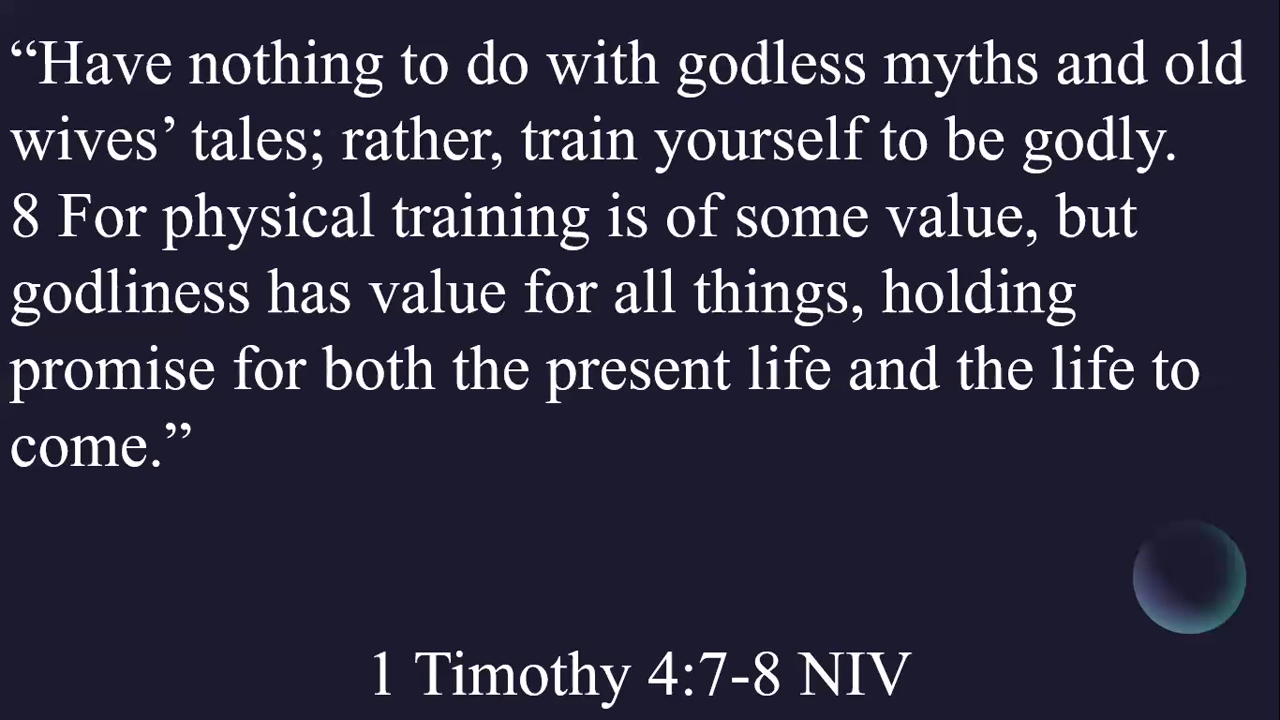 “Have nothing to do with godless myths and old
wives’ tales; rather, train yourself to be godly.
8 For physical training is of some value, but
godliness has value for all things, holding
promise for both the present life and the life to
come.”
1 Timothy 4:7-8 NIV